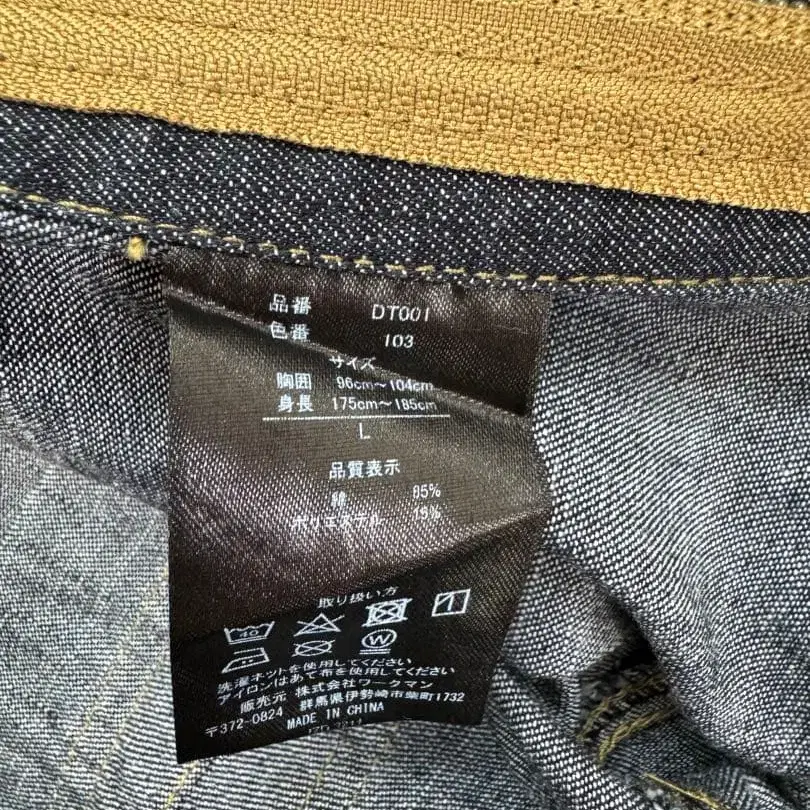 品番 DT001
色番 103
サイズ
胸囲 96cm～104cm
身長 175cm～185cm
L
品質表示
綿 85%
ポリエステル 15%
取り扱い方
40 W 1
洗濯ネットを使用してください
アイロンはあて布を使用してください
販売元 株式会社ワークマン
〒372-0824 群馬県伊勢崎市柴町1732
MADE IN CHINA